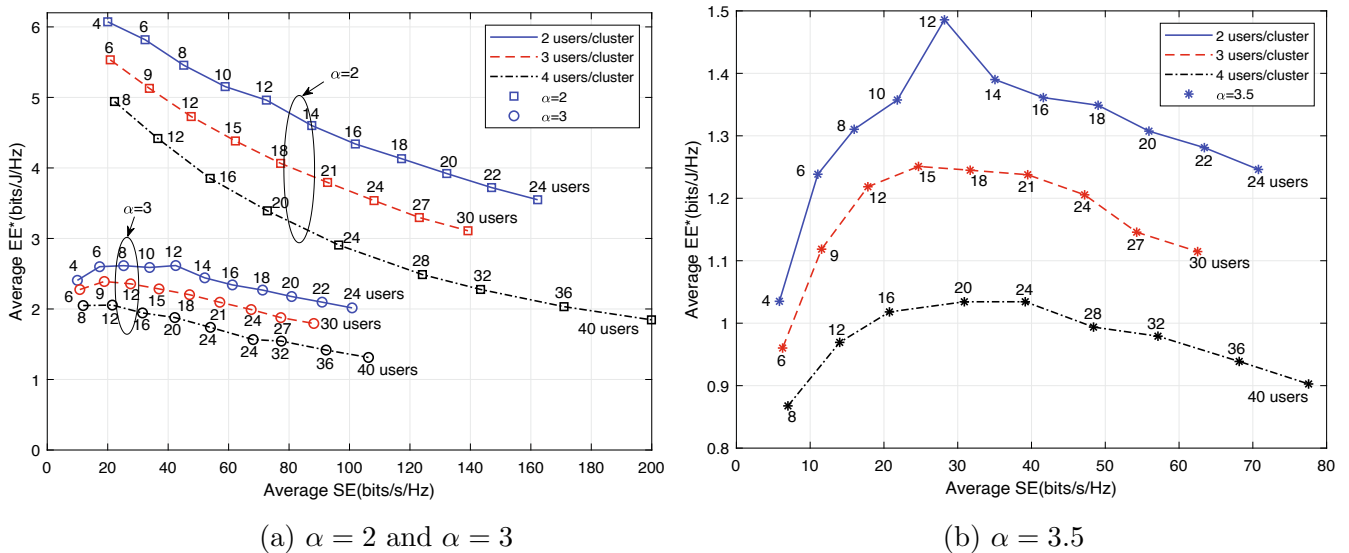 6
5
4
3
2
1
0
Average EE*(bits/J/Hz)
0 20 40 60 80 100 120 140 160 180 200
Average SE(bits/s/Hz)
2 users/cluster
3 users/cluster
4 users/cluster
α=2
α=3
α=2
α=3
4 6 8 10 12 14 16 18 20 22 24 users
6 9 12 15 18 21 24 27 30 users
8 12 16 20 24 28 32 36 40 users
4 6 8 10 12 14 16 18 20 22 24 users
6 9 12 15 18 21 24 27 30 users
8 12 16 20 24 24 32 36 40 users
(a) α = 2 and α = 3
1.5
1.4
1.3
1.2
1.1
1
0.9
0.8
Average EE*(bits/J/Hz)
0 10 20 30 40 50 60 70 80
Average SE(bits/s/Hz)
2 users/cluster
3 users/cluster
4 users/cluster
α=3.5
4 6 8 10 12 14 16 18 20 22 24 users
6 9 12 15 18 21 24 27 30 users
8 12 16 20 24 28 32 36 40 users
(b) α = 3.5